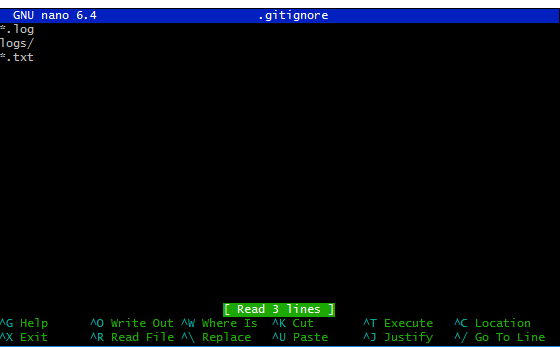 GNU nano 6.4 .gitignore
*.log
logs/
*.txt
[ Read 3 lines ]
^G Help ^O Write Out ^W Where Is ^K Cut ^T Execute ^C Location
^X Exit ^R Read File ^\ Replace ^U Paste ^J Justify ^/ Go To Line